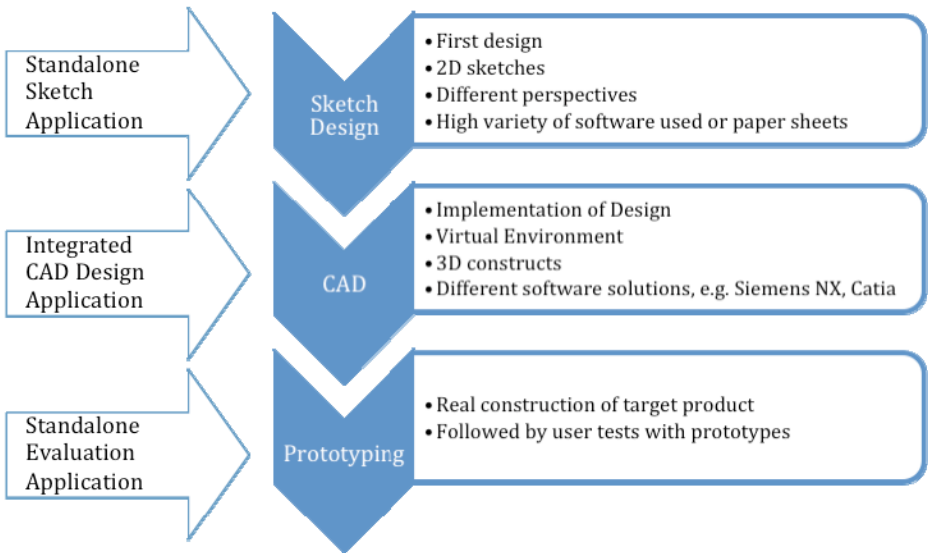 Standalone
Sketch
Application
Sketch
Design
• First design
• 2D sketches
• Different perspectives
• High variety of software used or paper sheets
Integrated
CAD Design
Application
CAD
• Implementation of Design
• Virtual Environment
• 3D constructs
• Different software solutions, e.g. Siemens NX, Catia
Standalone
Evaluation
Application
Prototyping
• Real construction of target product
• Followed by user tests with prototypes